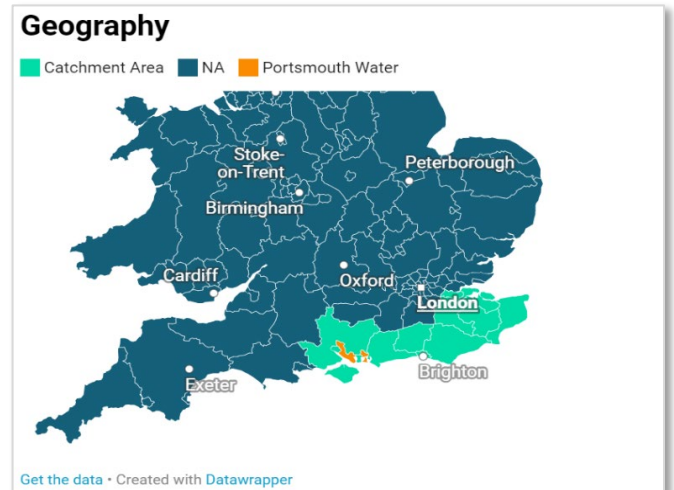 Geography
Catchment Area NA Portsmouth Water
Stoke-
on-Trent
Peterborough
Birmingham
Cardiff
Oxford
London
Brighton
Exeter
Get the data • Created with Datawrapper